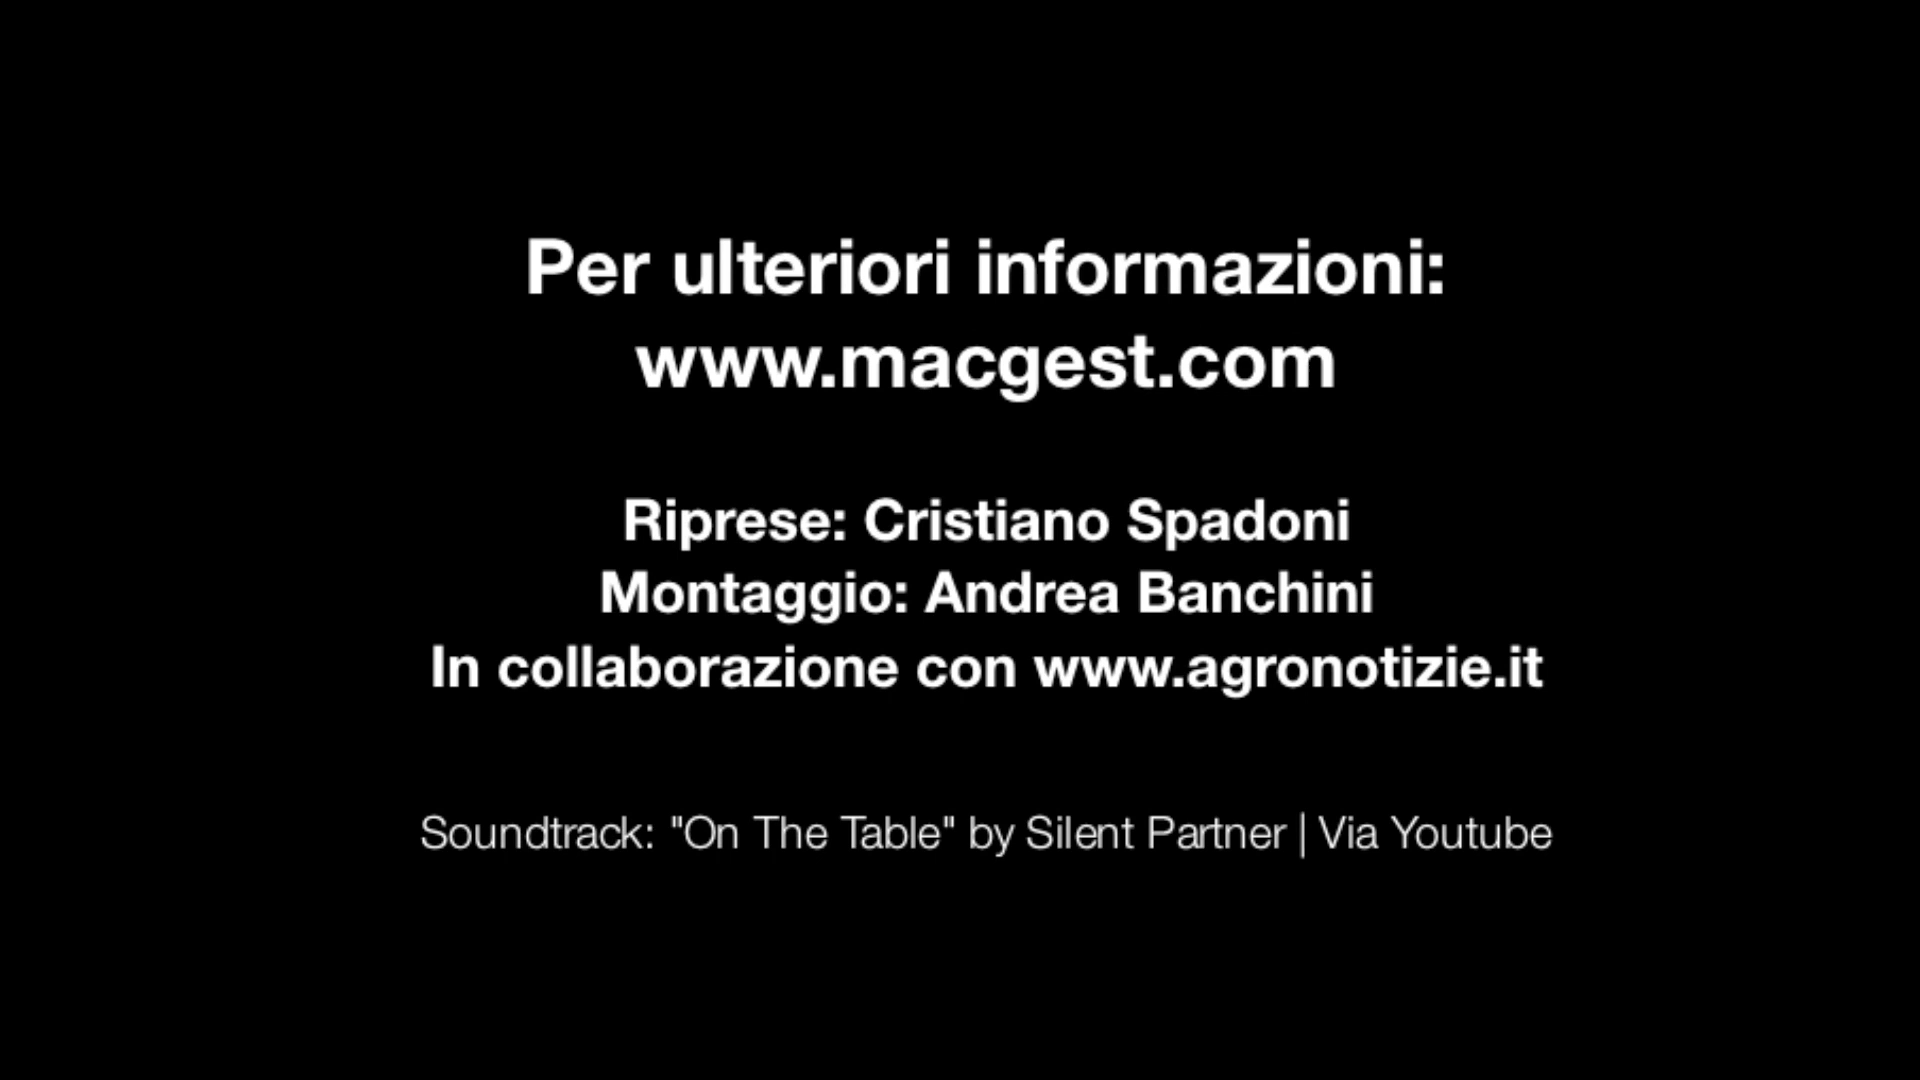 Per ulteriori informazioni:
www.macgest.com
Riprese: Cristiano Spadoni
Montaggio: Andrea Banchini
In collaborazione con www.agronotizie.it
Soundtrack: "On The Table" by Silent Partner | Via Youtube